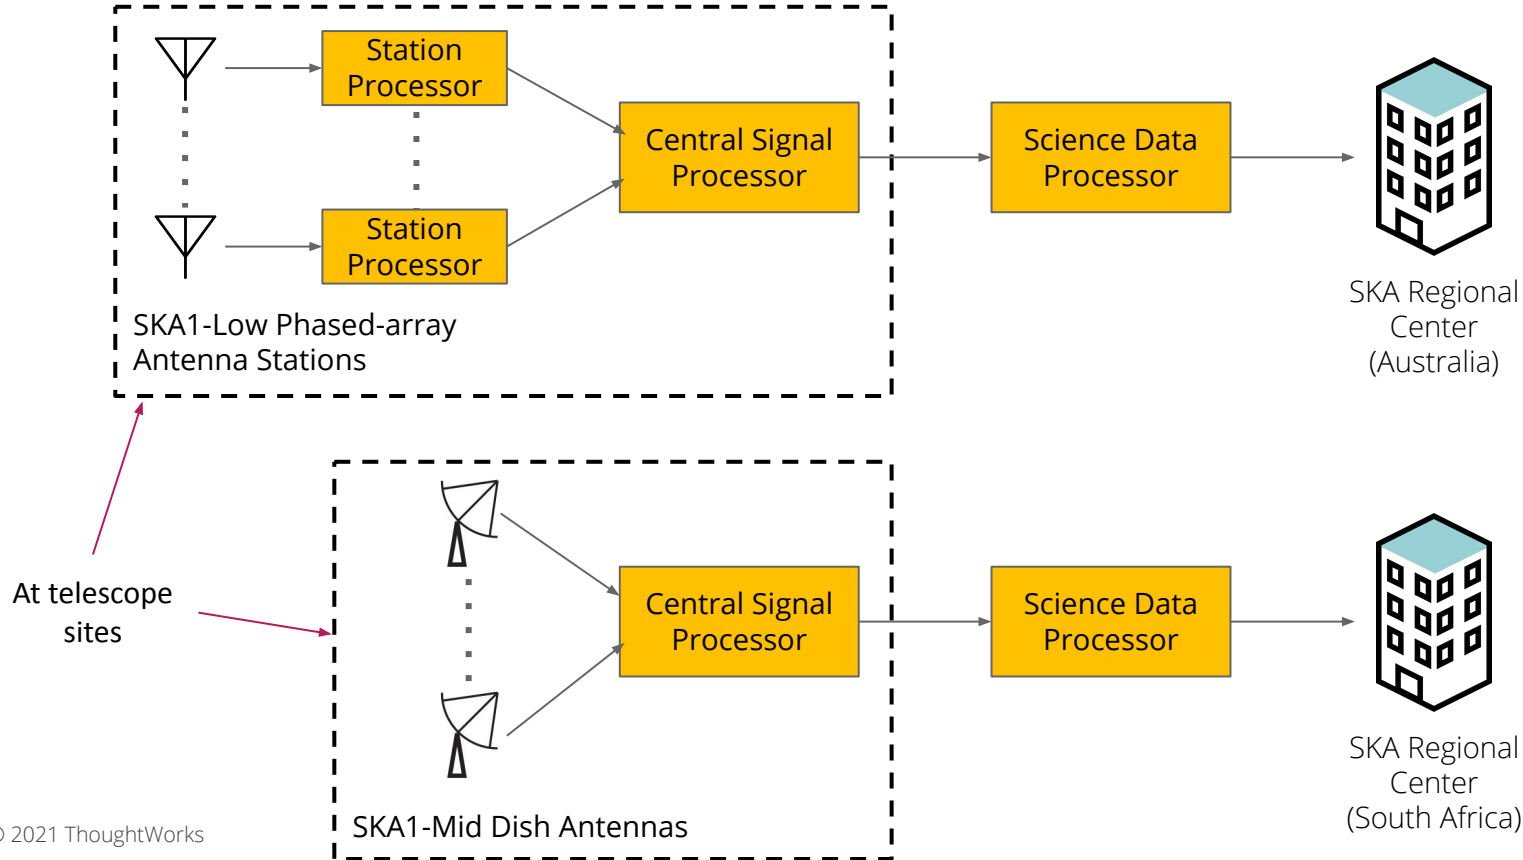 Station
Processor
Central Signal
Processor
Science Data
Processor
Station
Processor
SKA Regional
Center
(Australia)
SKA1-Low Phased-array
Antenna Stations
At telescope
sites
Central Signal
Processor
Science Data
Processor
SKA Regional
Center
(South Africa)
SKA1-Mid Dish Antennas
© 2021 ThoughtWorks